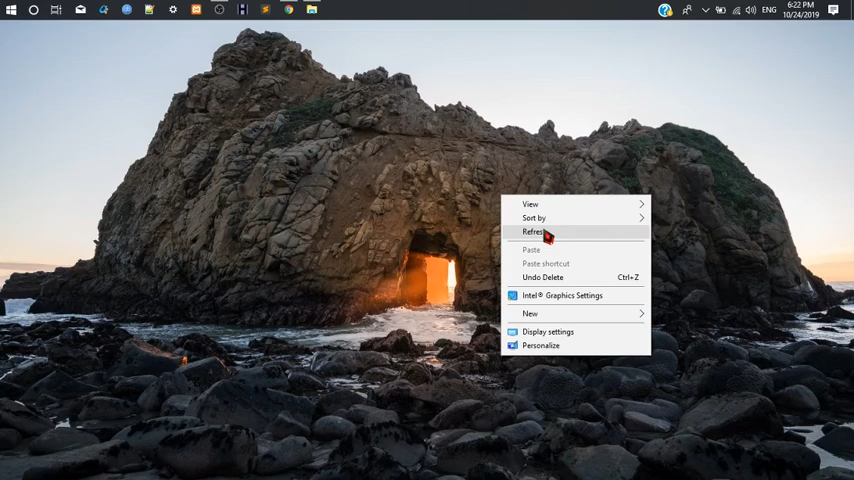 ENG
6:22 PM
10/24/2019
View
Sort by
Refresh
Paste
Paste shortcut
Undo Delete Ctrl+Z
Intel® Graphics Settings
New
Display settings
Personalize